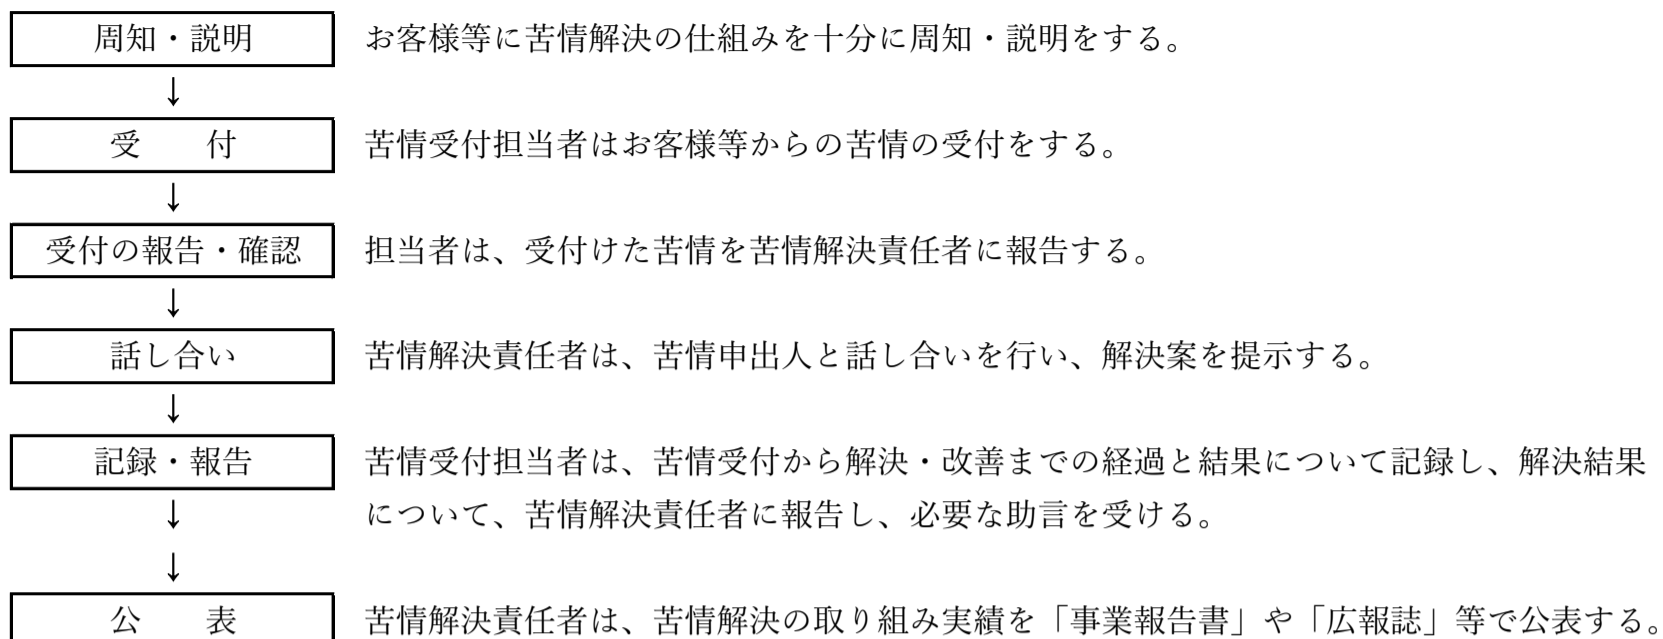 周知・説明 お客様等に苦情解決の仕組みを十分に周知・説明をする。
↓
受　　付 苦情受付担当者はお客様等からの苦情の受付をする。
↓
受付の報告・確認 担当者は、受付けた苦情を苦情解決責任者に報告する。
↓
話し合い 苦情解決責任者は、苦情申出人と話し合いを行い、解決案を提示する。
↓
記録・報告 苦情受付担当者は、苦情受付から解決・改善までの経過と結果について記録し、解決結果
↓ について、苦情解決責任者に報告し、必要な助言を受ける。
↓
公　　表 苦情解決責任者は、苦情解決の取り組み実績を「事業報告書」や「広報誌」等で公表する。